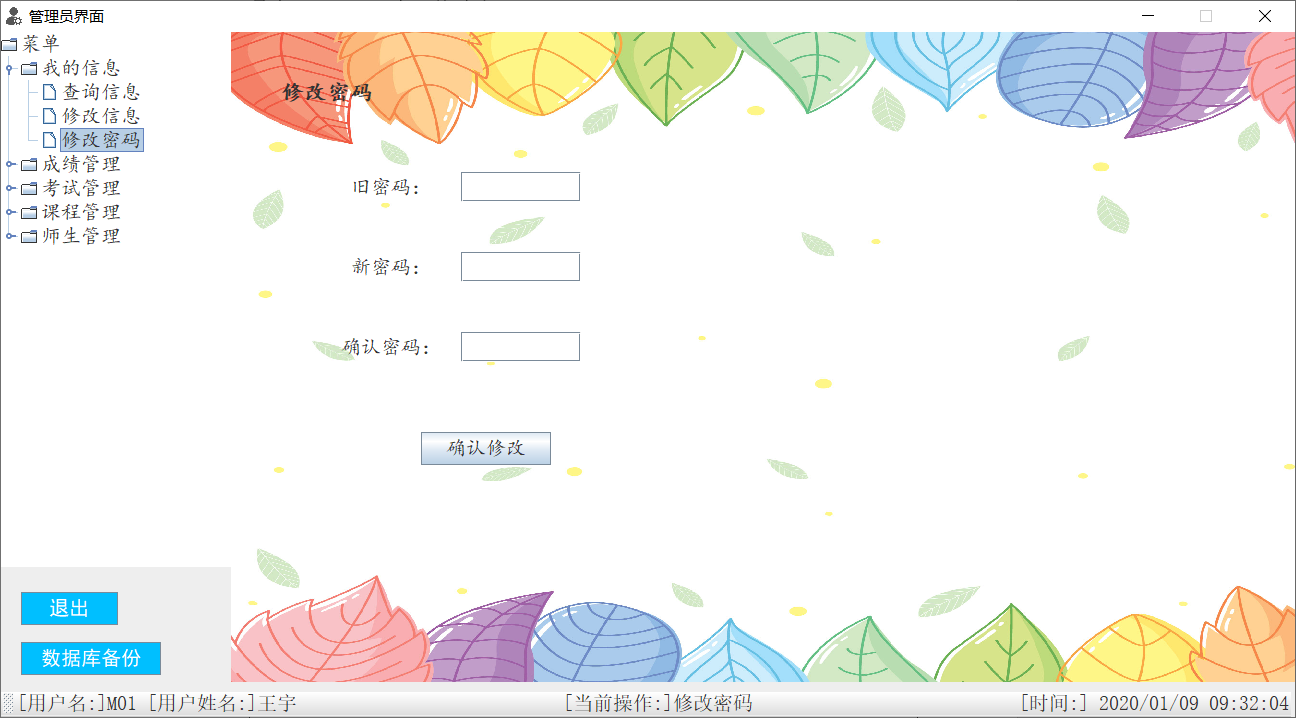 管理员界面
菜单
我的信息
查询信息
修改信息
修改密码
成绩管理
考试管理
课程管理
师生管理
修改密码
旧密码：
新密码：
确认密码：
确认修改
退出
数据库备份
[用户名:]M01 [用户姓名:]王宇 [当前操作:]修改密码 [时间:] 2020/01/09 09:32:04